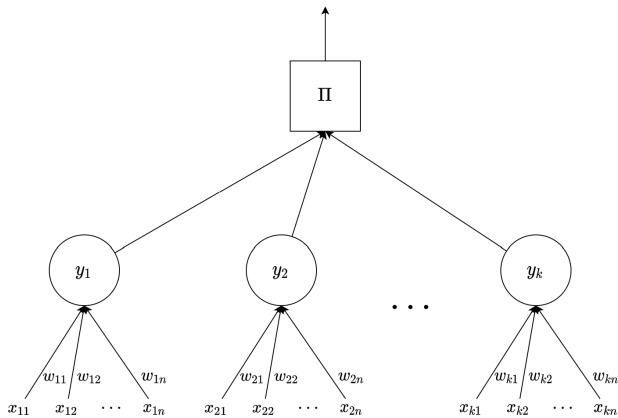 Π
y₁ y₂ ⋯ yₖ
w₁₁ w₁₂ w₁ₙ w₂₁ w₂₂ w₂ₙ wₖ₁ wₖ₂ wₖₙ
x₁₁ x₁₂ ⋯ x₁ₙ x₂₁ x₂₂ ⋯ x₂ₙ xₖ₁ xₖ₂ ⋯ xₖₙ